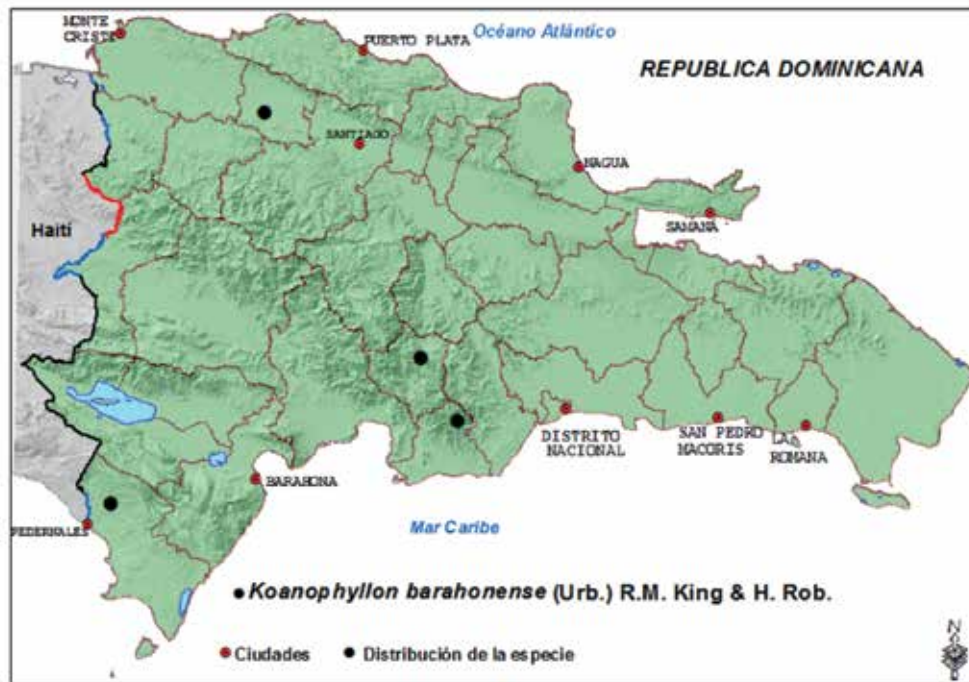 MONTE
CRISTI
PUERTO PLATA
Océano Atlántico
REPUBLICA DOMINICANA
SANTIAGO
NAGUA
SAMANA
Haití
DISTRITO
NACIONAL
SAN PEDRO
MACORIS
LA
ROMANA
BARAHONA
PEDERNALES
Mar Caribe
Koanophyllon barahonense (Urb.) R.M. King & H. Rob.
Ciudades
Distribución de la especie
N